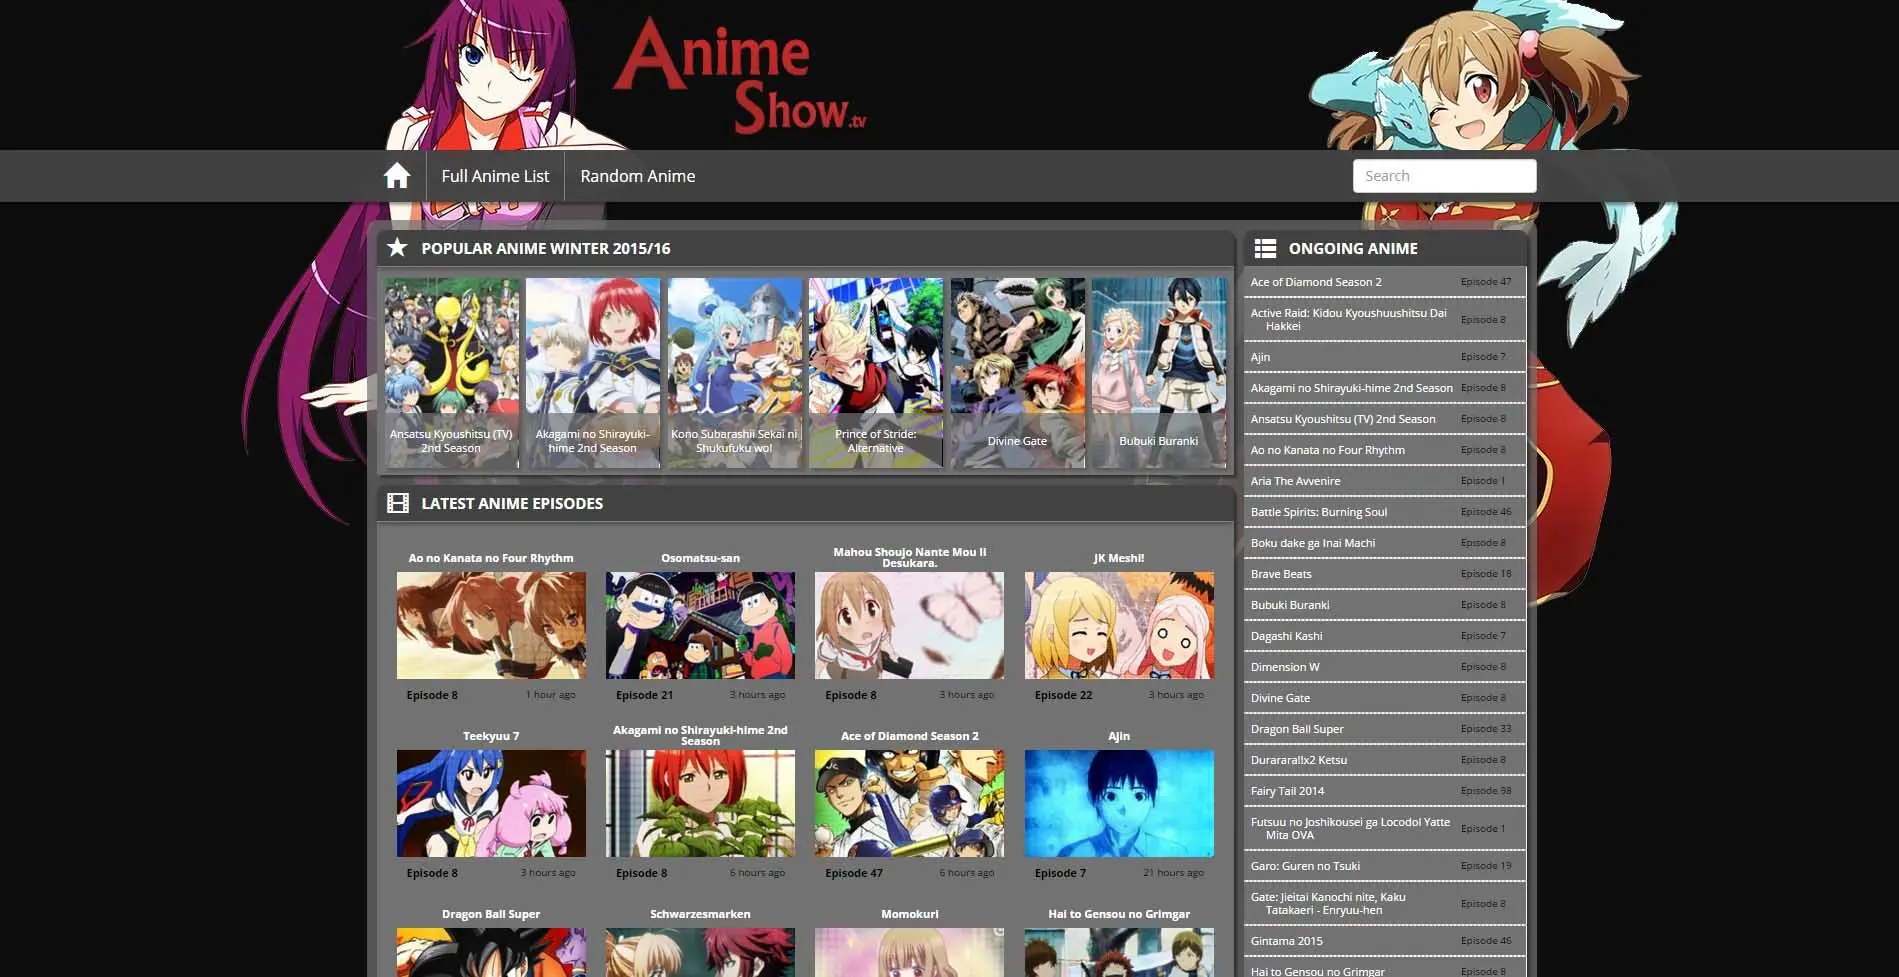 Anime
Show.tv
Full Anime List
Random Anime
Search
POPULAR ANIME WINTER 2015/16
Ansatsu Kyoushitsu (TV)
2nd Season
Akagami no Shirayuki-
hime 2nd Season
Kono Subarashii Sekai ni
Shukufuku wo!
Prince of Stride:
Alternative
Divine Gate
Bubuki Buranki
LATEST ANIME EPISODES
Ao no Kanata no Four Rhythm
Osomatsu-san
Mahou Shoujo Nante Mou Ii
Desukara.
JK Meshi!
Episode 8
1 hour ago
Episode 21
3 hours ago
Episode 8
3 hours ago
Episode 22
3 hours ago
Teekyuu 7
Akagami no Shirayuki-hime 2nd
Season
Ace of Diamond Season 2
Ajin
Episode 8
3 hours ago
Episode 8
6 hours ago
Episode 47
6 hours ago
Episode 7
21 hours ago
Dragon Ball Super
Schwarzesmarken
Momokuri
Hai to Gensou no Grimgar
ONGOING ANIME
Ace of Diamond Season 2
Episode 47
Active Raid: Kidou Kyoushuushitsu Dai
Hakkei
Episode 8
Ajin
Episode 7
Akagami no Shirayuki-hime 2nd Season
Episode 8
Ansatsu Kyoushitsu (TV) 2nd Season
Episode 8
Ao no Kanata no Four Rhythm
Episode 8
Aria The Avvenire
Episode 1
Battle Spirits: Burning Soul
Episode 46
Boku dake ga Inai Machi
Episode 8
Brave Beats
Episode 18
Bubuki Buranki
Episode 8
Dagashi Kashi
Episode 7
Dimension W
Episode 8
Divine Gate
Episode 8
Dragon Ball Super
Episode 33
Durarara!!x2 Ketsu
Episode 8
Fairy Tail 2014
Episode 98
Futsuu no Joshikousei ga Locodol Yatte
Mita OVA
Episode 1
Garo: Guren no Tsuki
Episode 19
Gate: Jieitai Kanochi nite, Kaku
Tatakaeri - Enryuu-hen
Episode 8
Gintama 2015
Episode 46
Hai to Gensou no Grimgar
Episode 8